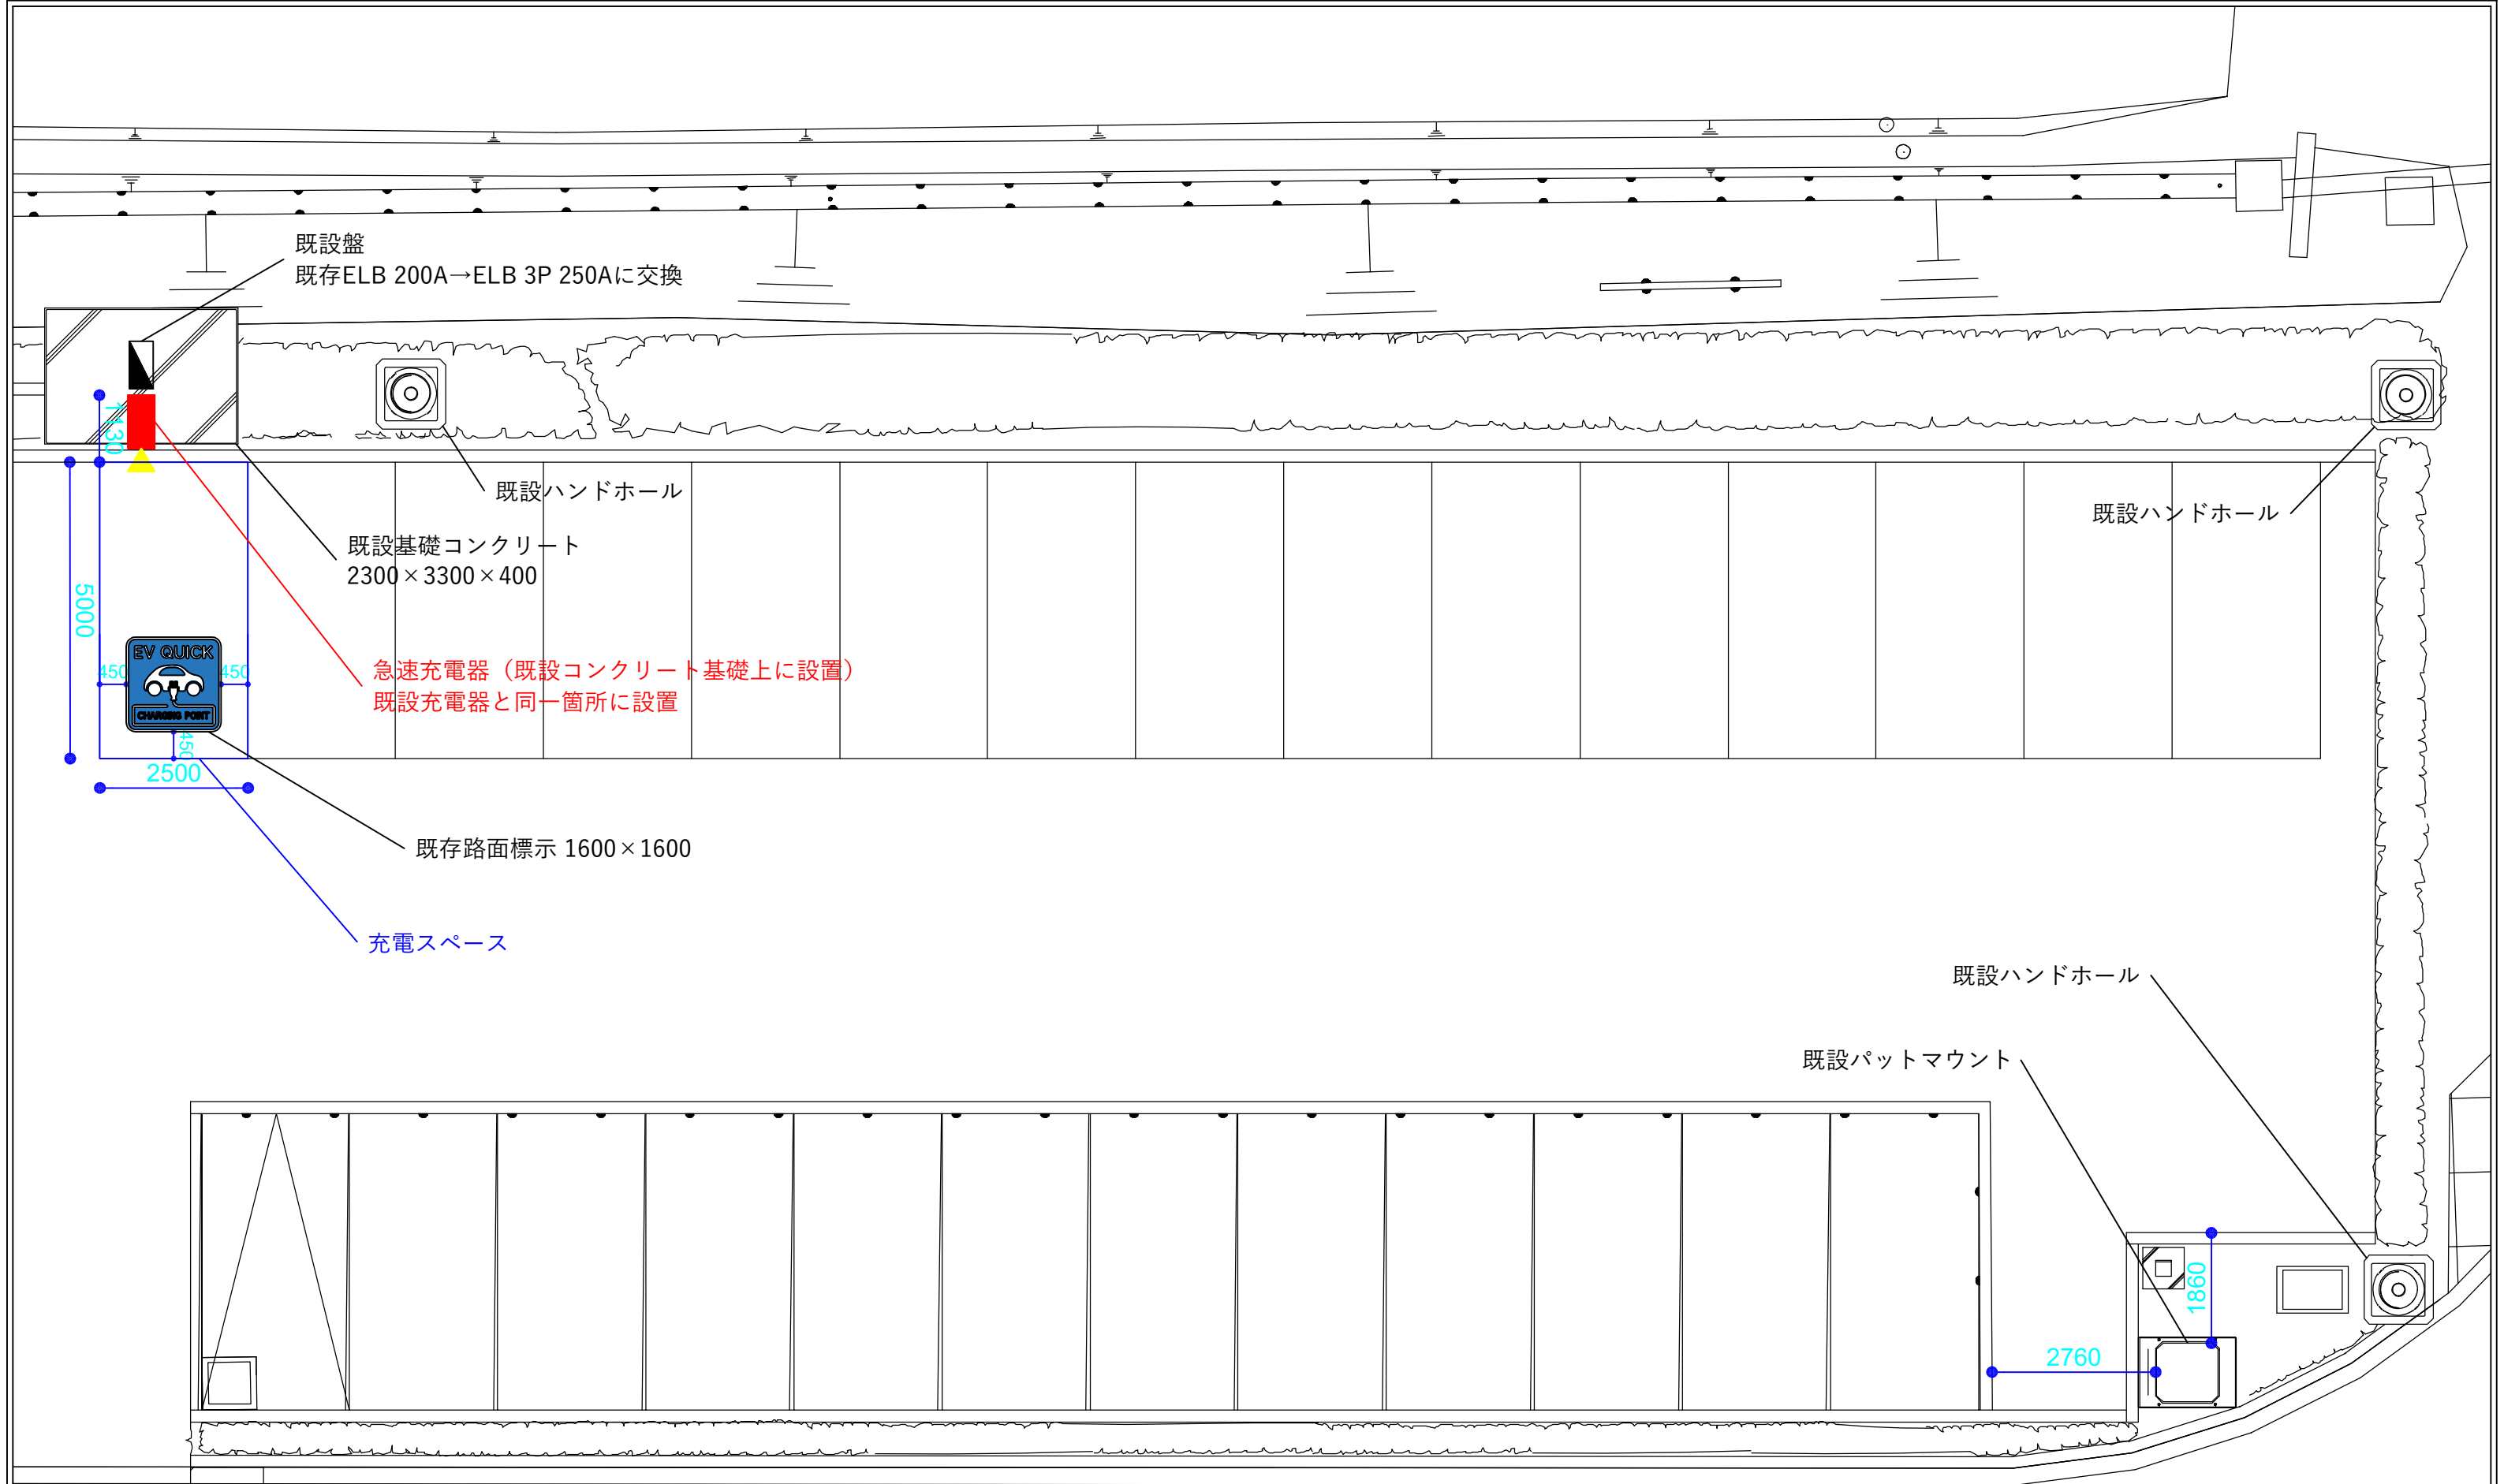 既設盤
既存ELB 200A→ELB 3P 250Aに交換
1130
既設ハンドホール
既設ハンドホール
既設基礎コンクリート
2300×3300×400
5000
EV QUICK
450
450
CHARGING POINT
急速充電器（既設コンクリート基礎上に設置）
既設充電器と同一箇所に設置
450
2500
既存路面標示 1600×1600
充電スペース
既設ハンドホール
既設パットマウント
1860
2760